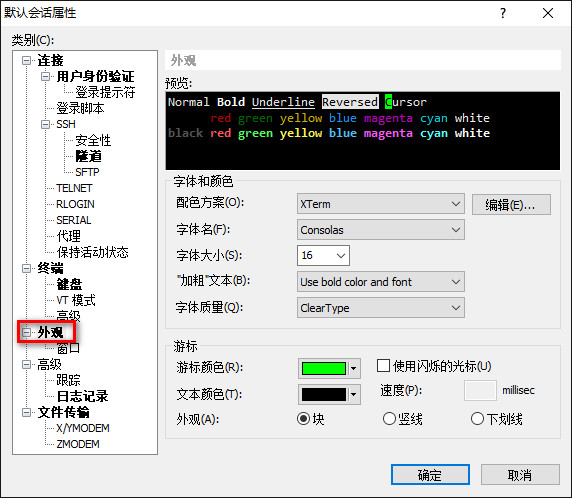 默认会话属性
类别(C):
连接
用户身份验证
登录提示符
登录脚本
SSH
安全性
隧道
SFTP
TELNET
RLOGIN
SERIAL
代理
保持活动状态
终端
键盘
VT 模式
高级
外观
窗口
高级
跟踪
日志记录
文件传输
X/YMODEM
ZMODEM
外观
预览:
Normal Bold Underline Reversed Cursor
red green yellow blue magenta cyan white
black red green yellow blue magenta cyan white
字体和颜色
配色方案(O): XTerm 编辑(E)...
字体名(F): Consolas
字体大小(S): 16
"加粗"文本(B): Use bold color and font
字体质量(Q): ClearType
游标
游标颜色(R): 使用闪烁的光标(U)
文本颜色(T): 速度(P): millisec
外观(A): 块 竖线 下划线
确定 取消